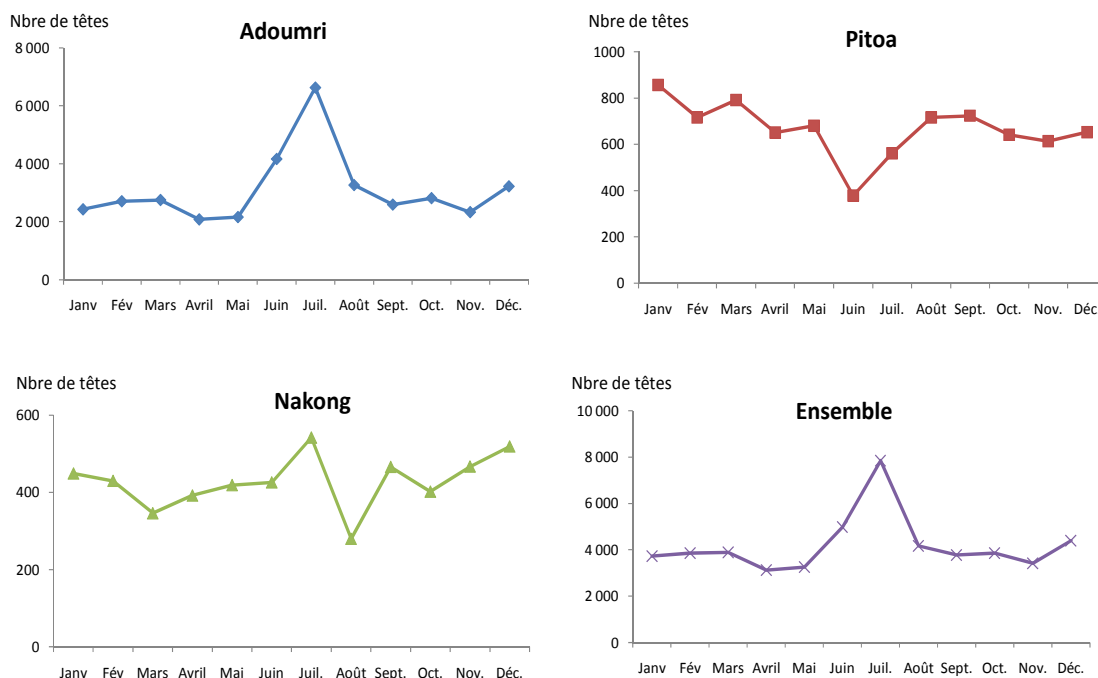 Nbre de têtes
Adoumri
8 000
6 000
4 000
2 000
0
Janv Fév Mars Avril Mai Juin Juil. Août Sept. Oct. Nov. Déc.
Nbre de têtes
Pitoa
1000
800
600
400
200
0
Janv Fév Mars Avril Mai Juin Juil. Août Sept. Oct. Nov. Déc
Nbre de têtes
Nakong
600
400
200
0
Janv Fév Mars Avril Mai Juin Juil. Août Sept. Oct. Nov. Déc.
Nbre de têtes
Ensemble
10 000
8 000
6 000
4 000
2 000
0
Janv Fév Mars Avril Mai Juin Juil. Août Sept. Oct. Nov. Déc.